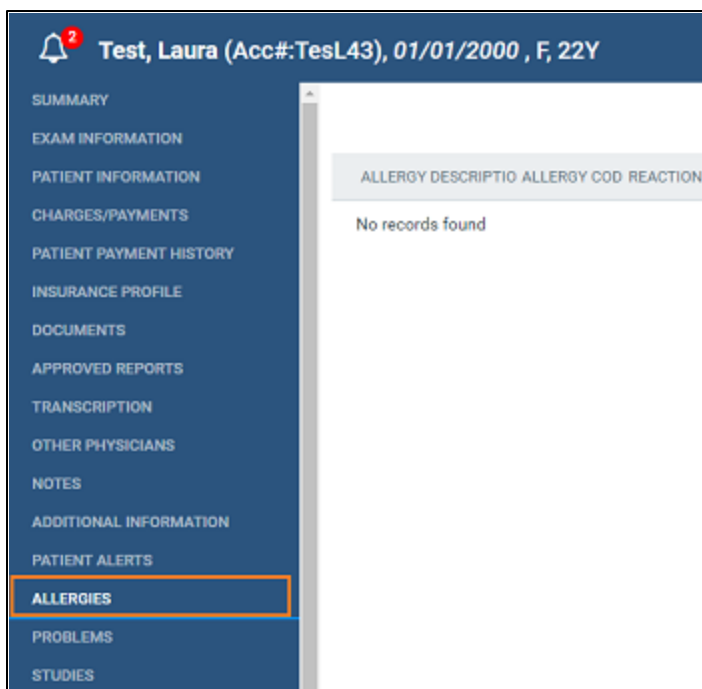 2
Test, Laura (Acc#:TesL43), 01/01/2000 , F, 22Y
SUMMARY
EXAM INFORMATION
PATIENT INFORMATION
CHARGES/PAYMENTS
PATIENT PAYMENT HISTORY
INSURANCE PROFILE
DOCUMENTS
APPROVED REPORTS
TRANSCRIPTION
OTHER PHYSICIANS
NOTES
ADDITIONAL INFORMATION
PATIENT ALERTS
ALLERGIES
PROBLEMS
STUDIES
ALLERGY DESCRIPTIO ALLERGY COD REACTION
No records found